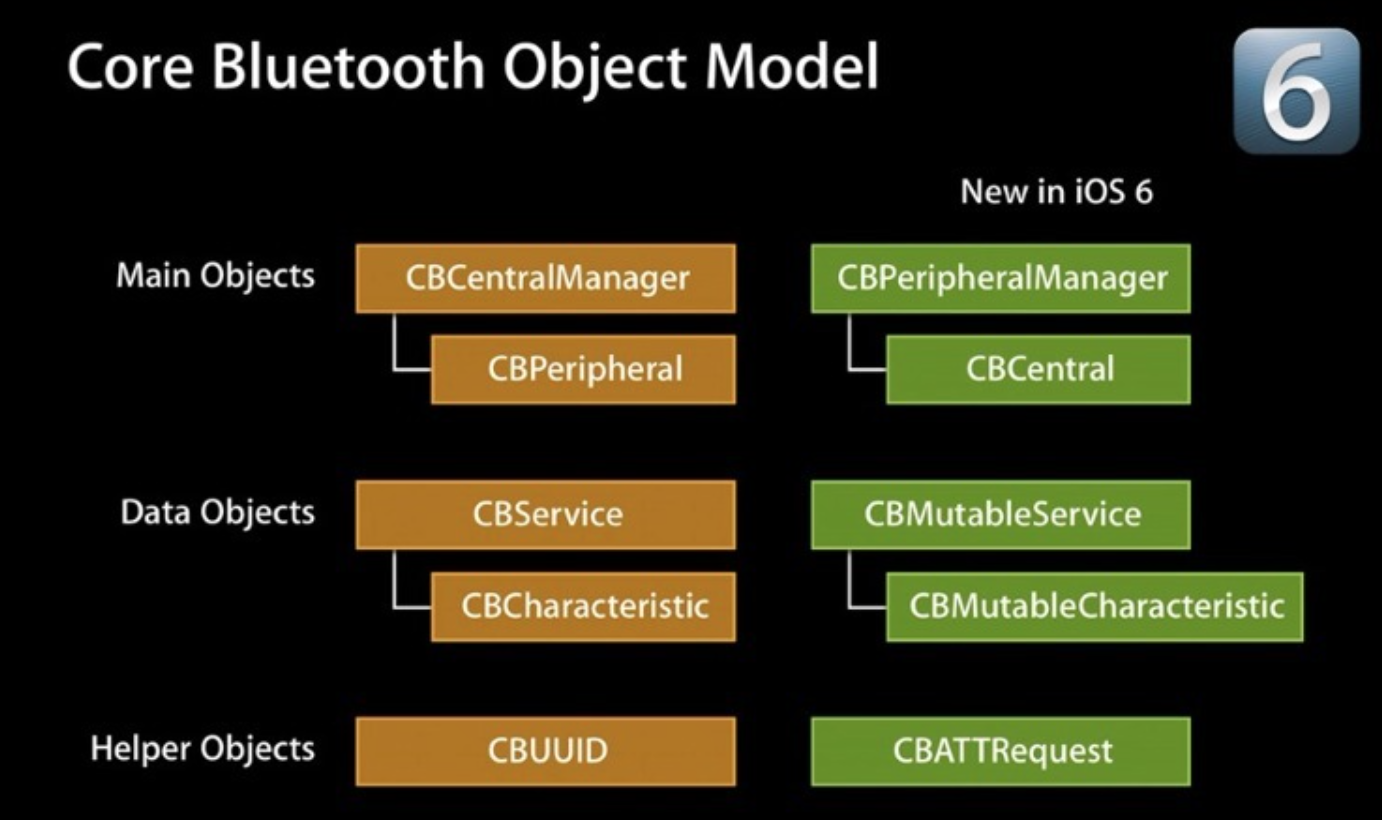 Core Bluetooth Object Model
6
New in iOS 6
Main Objects
CBCentralManager
CBPeripheralManager
CBPeripheral
CBCentral
Data Objects
CBService
CBMutableService
CBCharacteristic
CBMutableCharacteristic
Helper Objects
CBUUID
CBATTRequest